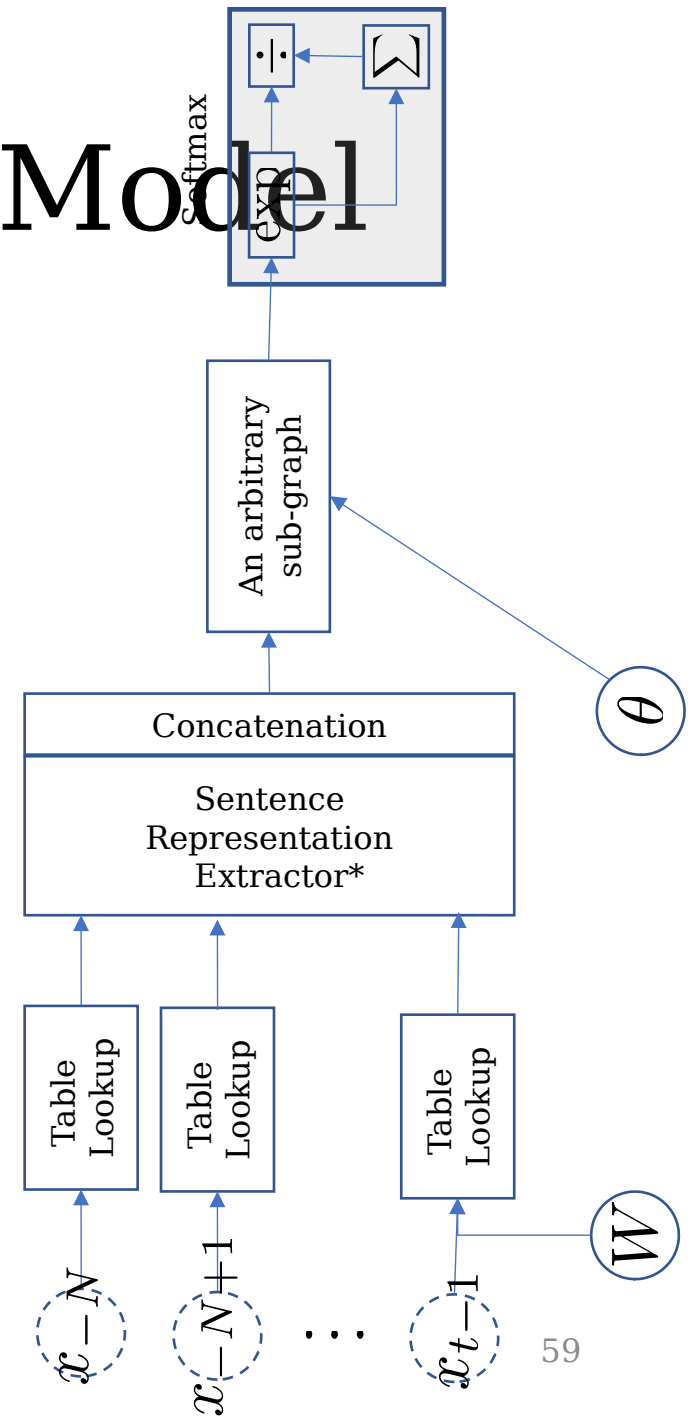 Model
Softmax
÷
∑
exp
An arbitrary
sub-graph
θ
Concatenation
Sentence
Representation
Extractor*
Table
Lookup
Table
Lookup
Table
Lookup
W
x−N
x−N+1
···
xt−1
59